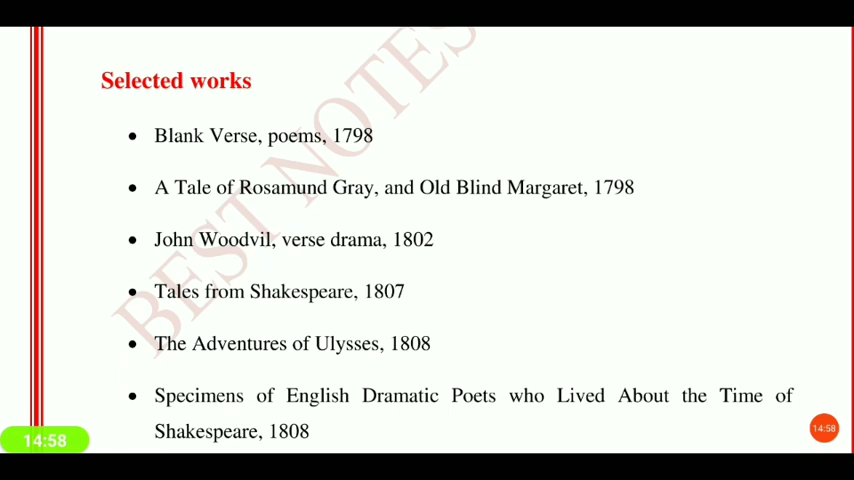 Selected works
• Blank Verse, poems, 1798
• A Tale of Rosamund Gray, and Old Blind Margaret, 1798
• John Woodvil, verse drama, 1802
• Tales from Shakespeare, 1807
• The Adventures of Ulysses, 1808
• Specimens of English Dramatic Poets who Lived About the Time of
Shakespeare, 1808
BEST NOTES
14:58
14:58